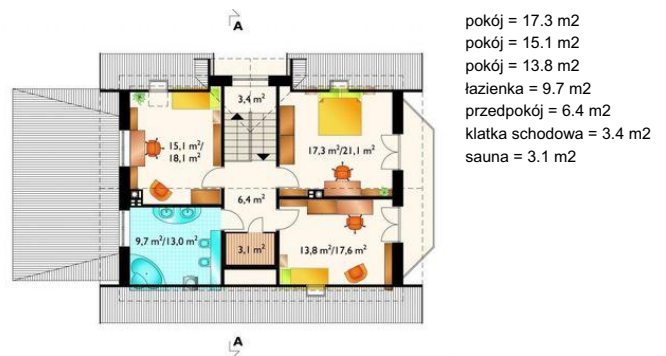 A
3,4 m²
15,1 m²/
18,1 m²
17,3 m²/21,1 m²
6,4 m²
9,7 m²/13,0 m²
3,1 m²
13,8 m²/17,6 m²
A
pokój = 17.3 m2
pokój = 15.1 m2
pokój = 13.8 m2
łazienka = 9.7 m2
przedpokój = 6.4 m2
klatka schodowa = 3.4 m2
sauna = 3.1 m2